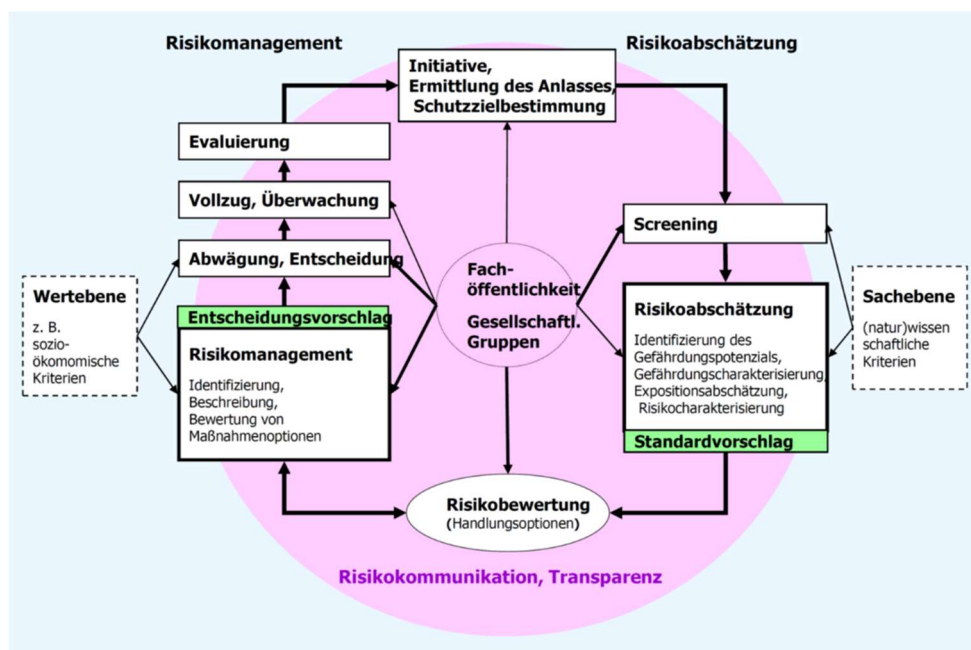 Risikomanagement
Risikoabschätzung
Initiative,
Ermittlung des Anlasses,
Schutzzielbestimmung
Evaluierung
Vollzug, Überwachung
Abwägung, Entscheidung
Entscheidungsvorschlag
Risikomanagement
Identifizierung,
Beschreibung,
Bewertung von
Maßnahmenoptionen
Wertebene
z. B.
sozio-
ökomomische
Kriterien
Fach-
öffentlichkeit
Gesellschaftl.
Gruppen
Screening
Risikoabschätzung
Identifizierung des
Gefährdungspotenzials,
Gefährdungscharakterisierung,
Expositionsabschätzung,
Risikocharakterisierung
Standardvorschlag
Sachebene
(natur)wissen
schaftliche
Kriterien
Risikobewertung
(Handlungsoptionen)
Risikokommunikation, Transparenz